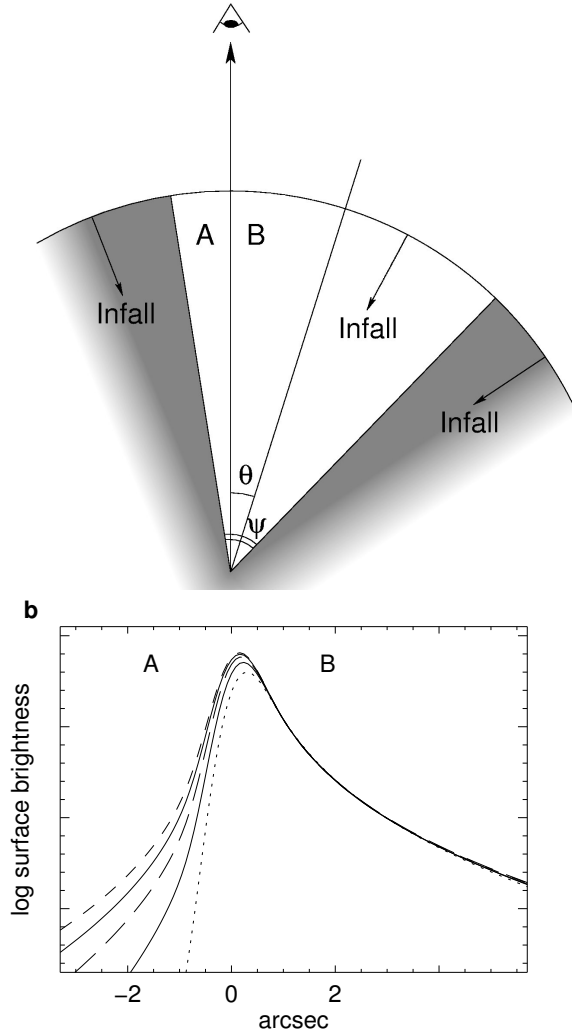 A B
Infall
Infall
Infall
θ
ψ
b
A B
log surface brightness
−2 0 2
arcsec